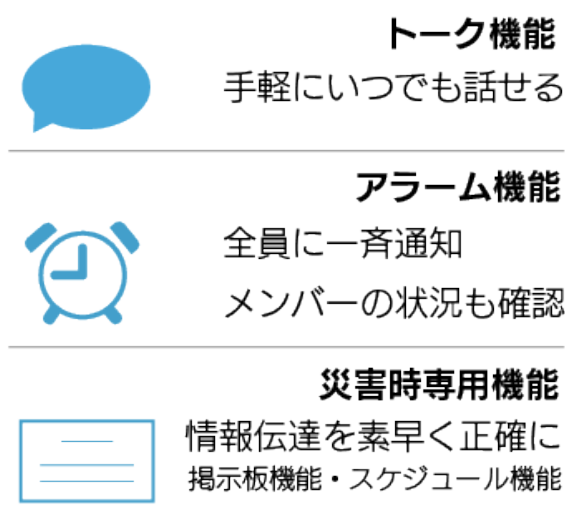 トーク機能
手軽にいつでも話せる
アラーム機能
全員に一斉通知
メンバーの状況も確認
災害時専用機能
情報伝達を素早く正確に
掲示板機能・スケジュール機能